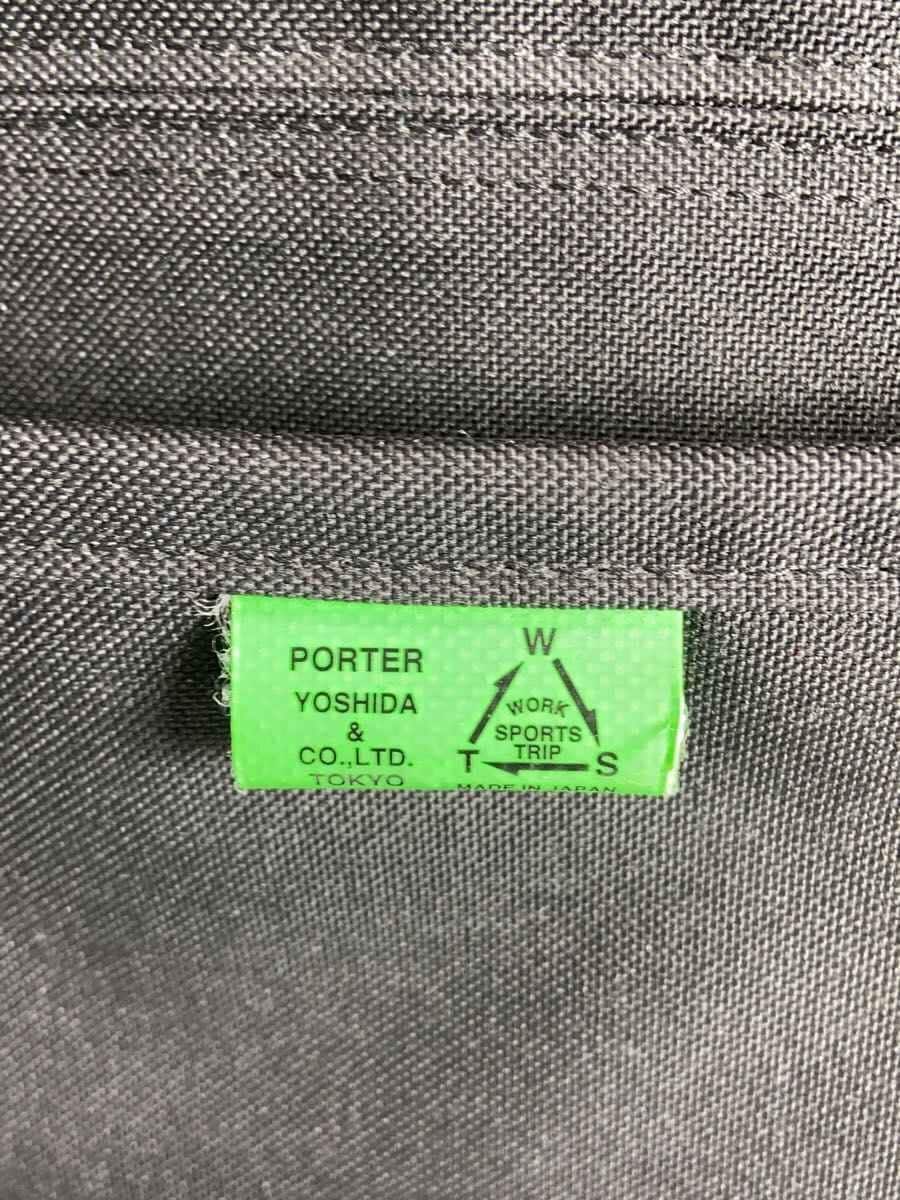 PORTER
YOSHIDA
&
CO.,LTD.
TOKYO
W
WORK
SPORTS
TRIP
T
S
MADE IN JAPAN